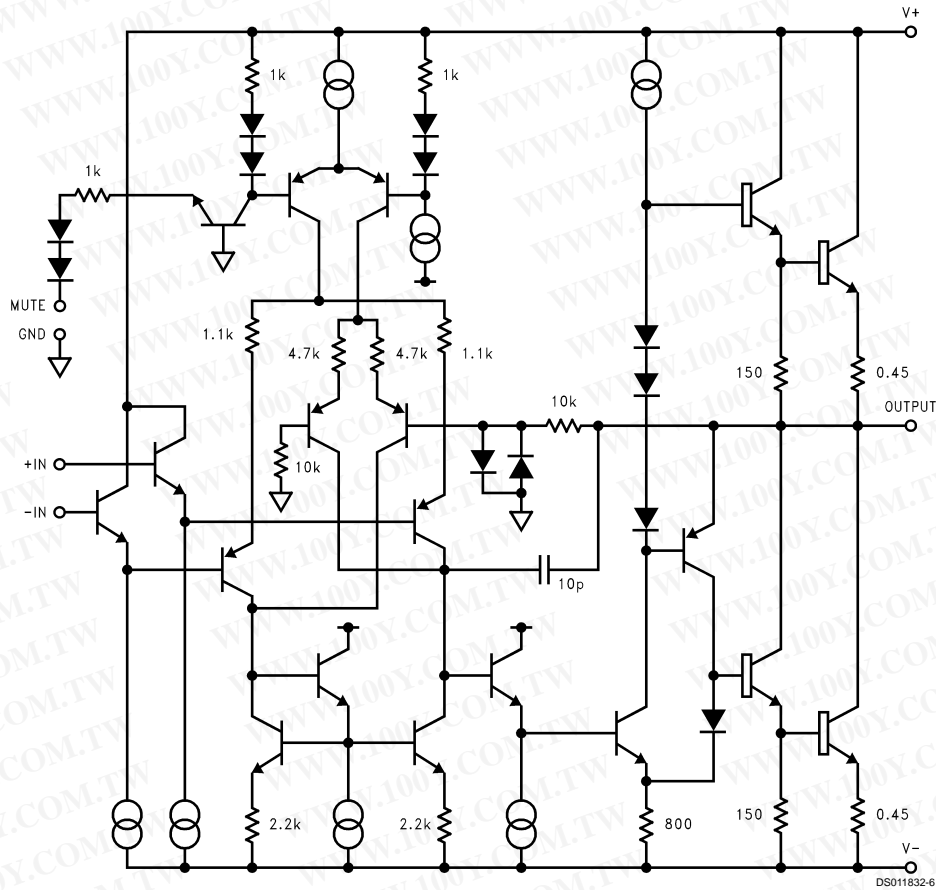 V+
1k
1k
1k
MUTE
GND
1.1k
4.7k
4.7k
1.1k
150
0.45
10k
OUTPUT
+IN
10k
-IN
10p
2.2k
2.2k
800
150
0.45
V-
DS011832-6
WWW.100Y.COM.TW